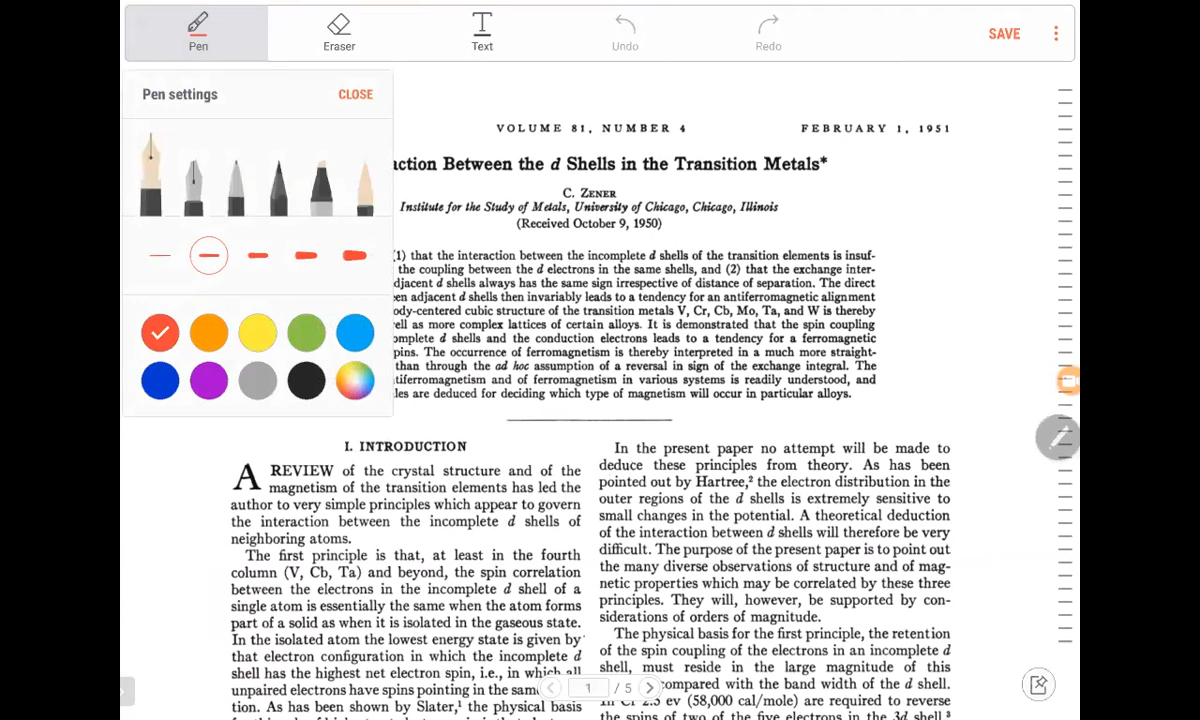 Pen
Eraser
Text
Undo
Redo
SAVE
Pen settings
CLOSE
VOLUME 81, NUMBER 4
FEBRUARY 1, 1951
action Between the d Shells in the Transition Metals*
C. ZENER
Institute for the Study of Metals, University of Chicago, Chicago, Illinois
(Received October 9, 1950)
(1) that the interaction between the incomplete d shells of the transition elements is insuf-
the coupling between the d electrons in the same shells, and (2) that the exchange inter-
djacent d shells always has the same sign irrespective of distance of separation. The direct
en adjacent d shells then invariably leads to a tendency for an antiferromagnetic alignment
ody-centered cubic structure of the transition metals V, Cr, Cb, Mo, Ta, and W is thereby
ell as more complex lattices of certain alloys. It is demonstrated that the spin coupling
omplete d shells and the conduction electrons leads to a tendency for a ferromagnetic
pins. The occurrence of ferromagnetism is thereby interpreted in a much more straight-
than through the ad hoc assumption of a reversal in sign of the exchange integral. The
tiferromagnetism and of ferromagnetism in various systems is readily understood, and
les are deduced for deciding which type of magnetism will occur in particular alloys.
I. INTRODUCTION
A REVIEW of the crystal structure and of the
magnetism of the transition elements has led the
author to very simple principles which appear to govern
the interaction between the incomplete d shells of
neighboring atoms.
The first principle is that, at least in the fourth
column (V, Cb, Ta) and beyond, the spin correlation
between the electrons in the incomplete d shell of a
single atom is essentially the same when the atom forms
part of a solid as when it is isolated in the gaseous state.
In the isolated atom the lowest energy state is given by
that electron configuration in which the incomplete d
shell has the highest net electron spin, i.e., in which all
unpaired electrons have spins pointing in the sam
tion. As has been shown by Slater,¹ the physical basis
In the present paper no attempt will be made to
deduce these principles from theory. As has been
pointed out by Hartree,² the electron distribution in the
outer regions of the d shells is extremely sensitive to
small changes in the potential. A theoretical deduction
of the interaction between d shells will therefore be very
difficult. The purpose of the present paper is to point out
the many diverse observations of structure and of mag-
netic properties which may be correlated by these three
principles. They will, however, be supported by con-
siderations of orders of magnitude.
The physical basis for the first principle, the retention
of the spin coupling of the electrons in an incomplete d
shell, must reside in the large magnitude of this
compared with the band width of the d shell.
In Cr 2.5 ev (58,000 cal/mole) are required to reverse
the spins of two of the five electrons in the 3d shell.³
1 / 5